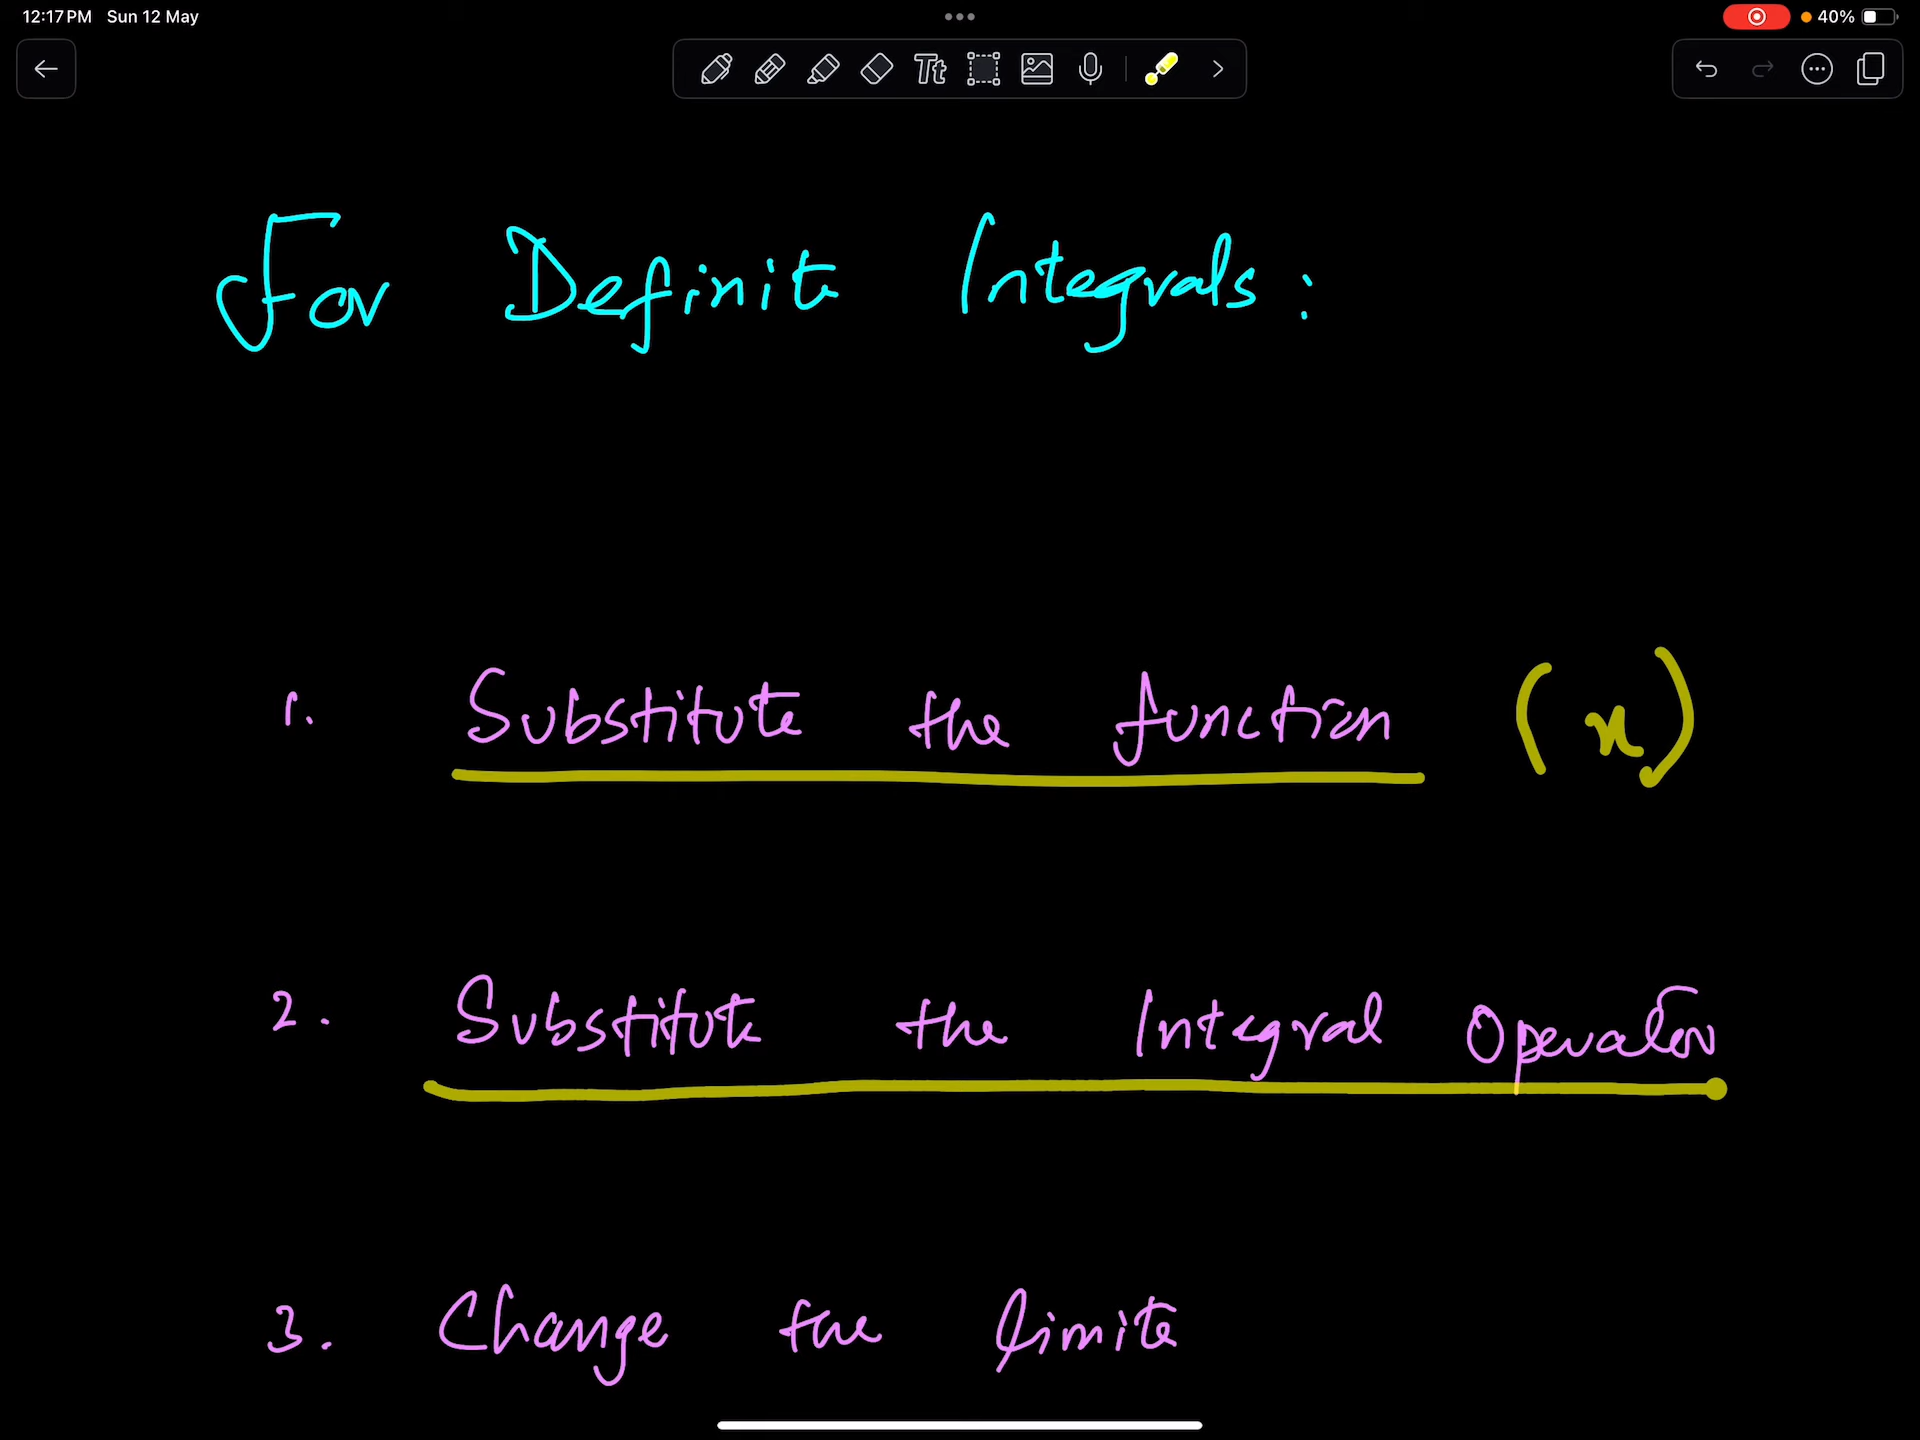 12:17 PM Sun 12 May
40%
Tt
For Definite Integrals:
1. Substitute the function (x)
2. Substitute the Integral Operator
3. Change the limits